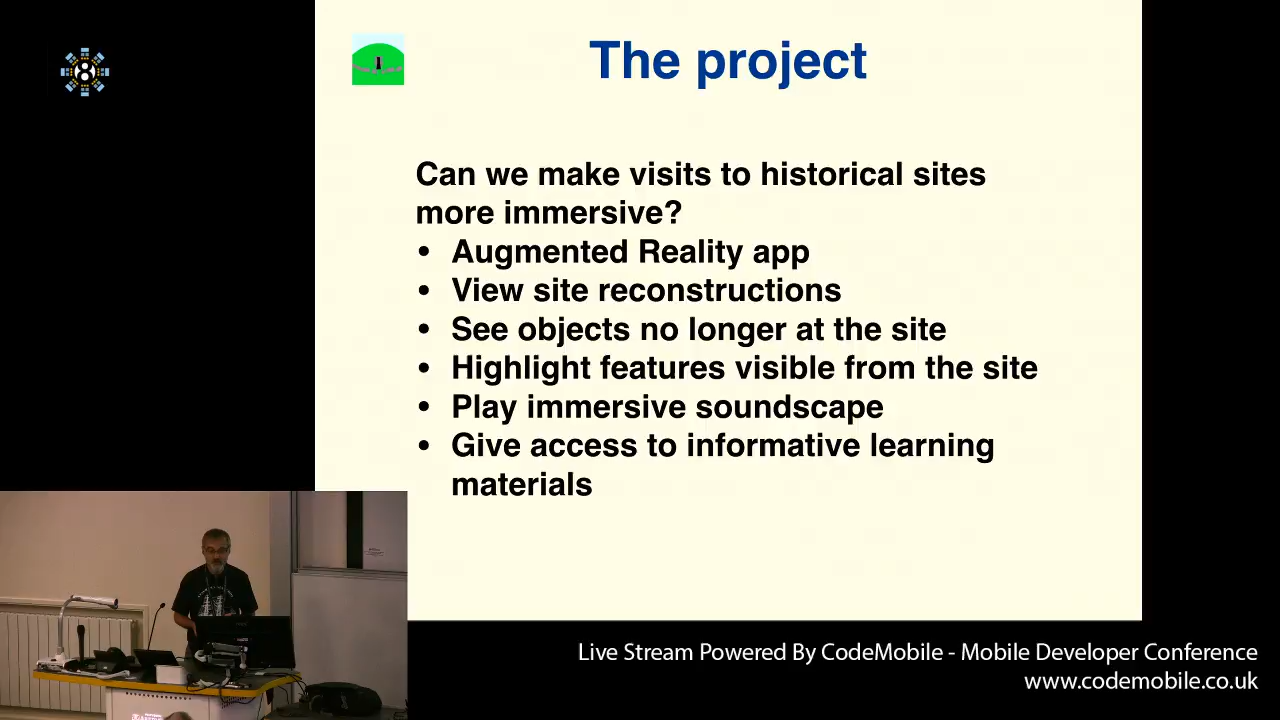 The project
Can we make visits to historical sites
more immersive?
• Augmented Reality app
• View site reconstructions
• See objects no longer at the site
• Highlight features visible from the site
• Play immersive soundscape
• Give access to informative learning
materials
Live Stream Powered By CodeMobile - Mobile Developer Conference
www.codemobile.co.uk